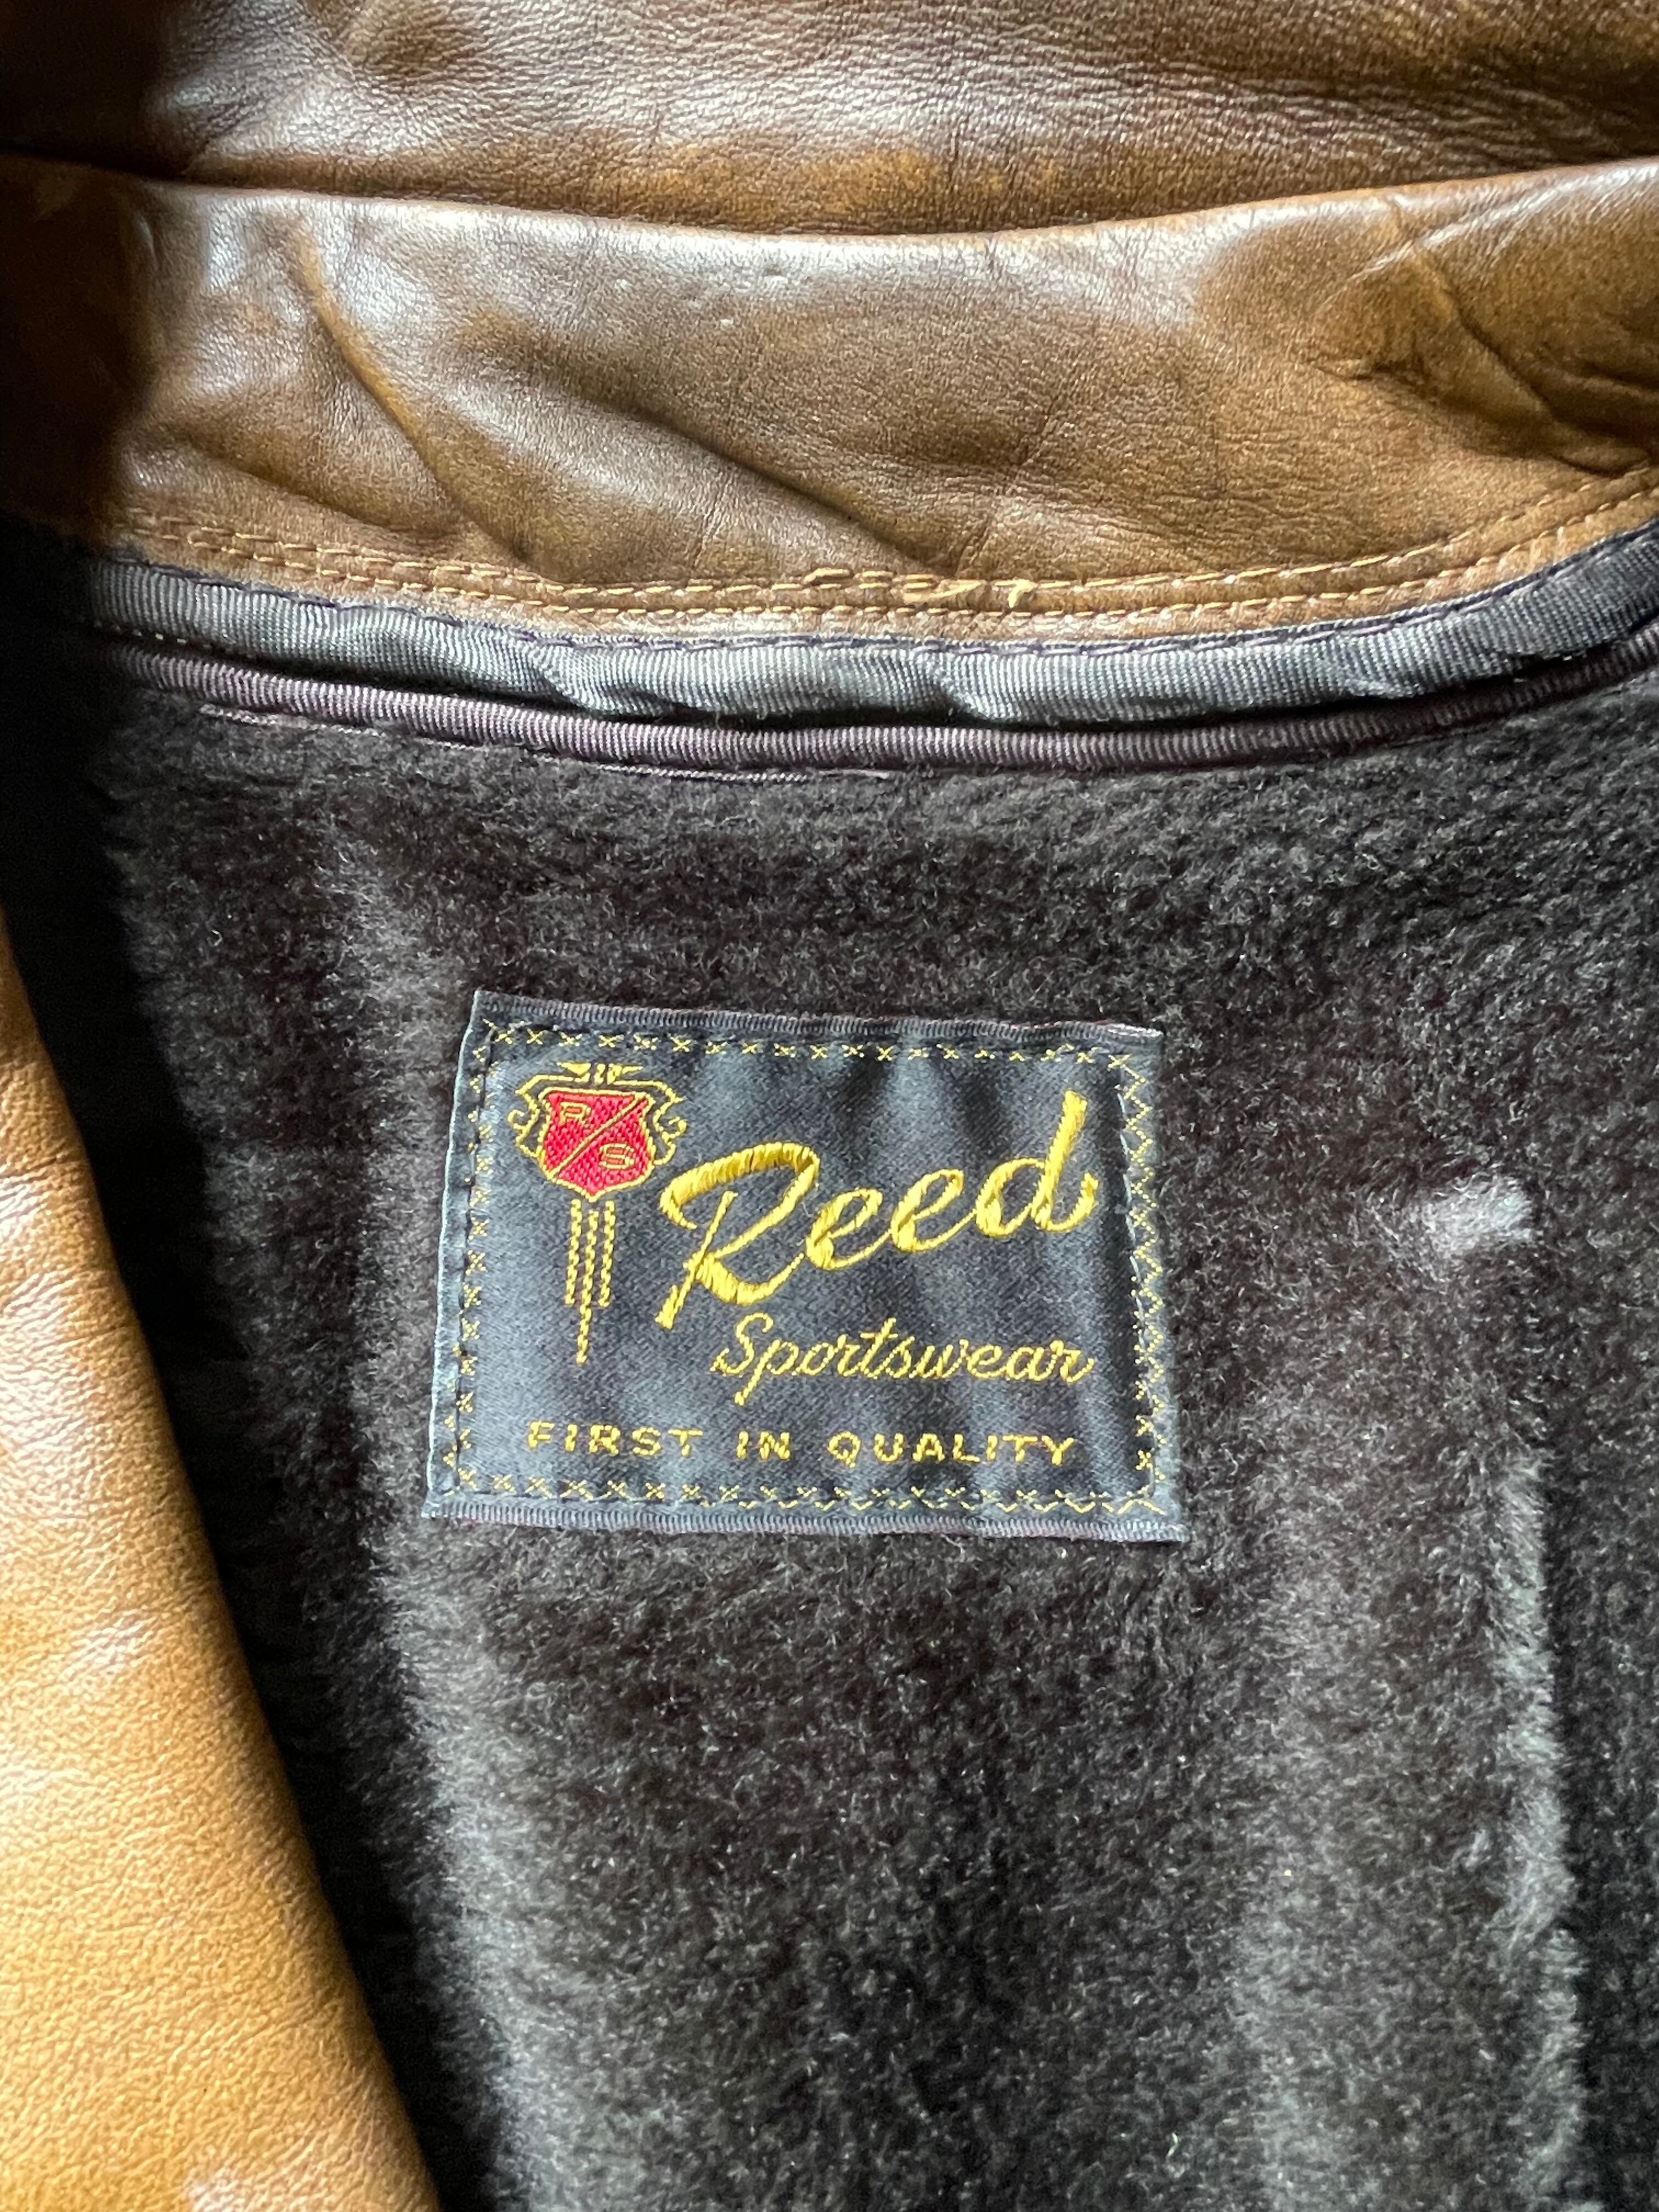 R
S
Reed
Sportswear
FIRST IN QUALITY